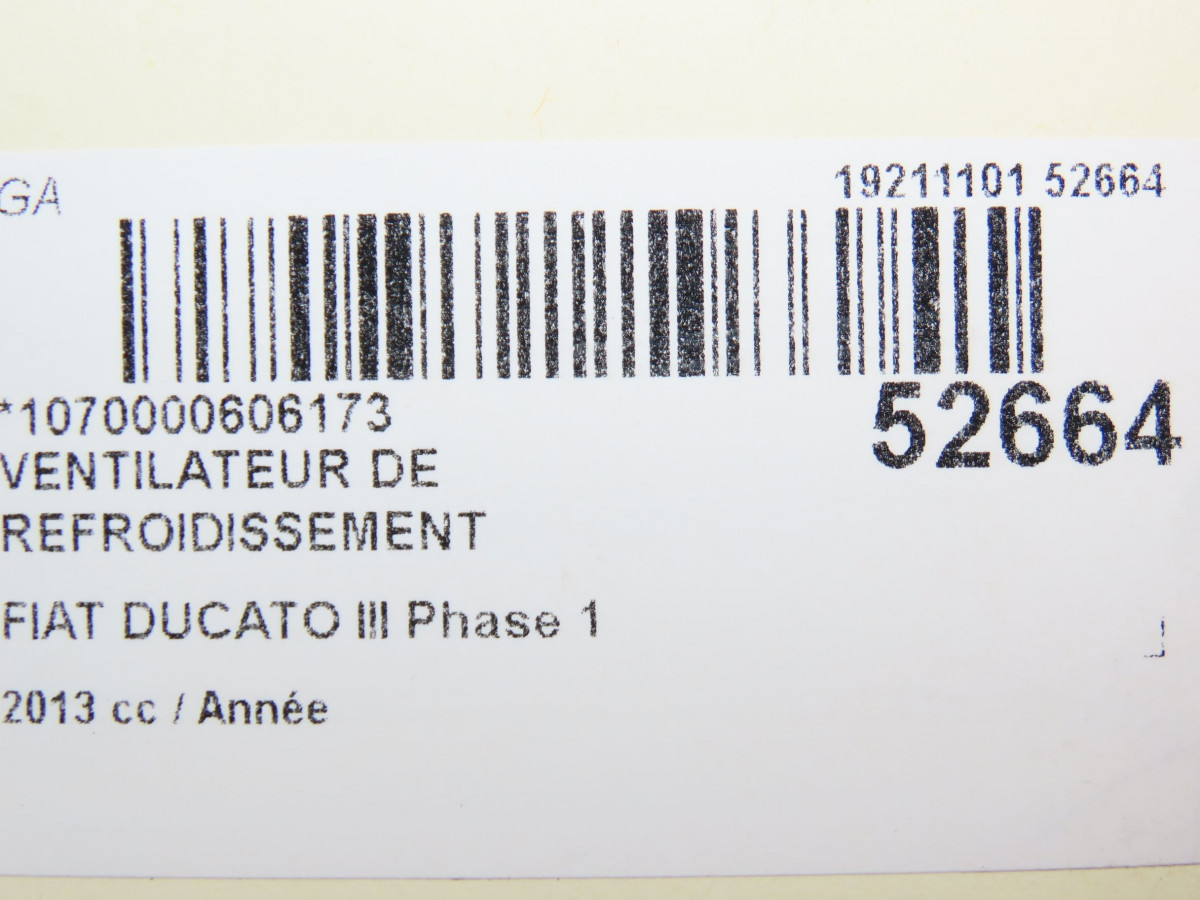 GA
19211101 52664
*1070000606173
52664
VENTILATEUR DE
REFROIDISSEMENT
FIAT DUCATO III Phase 1
2013 cc / Année